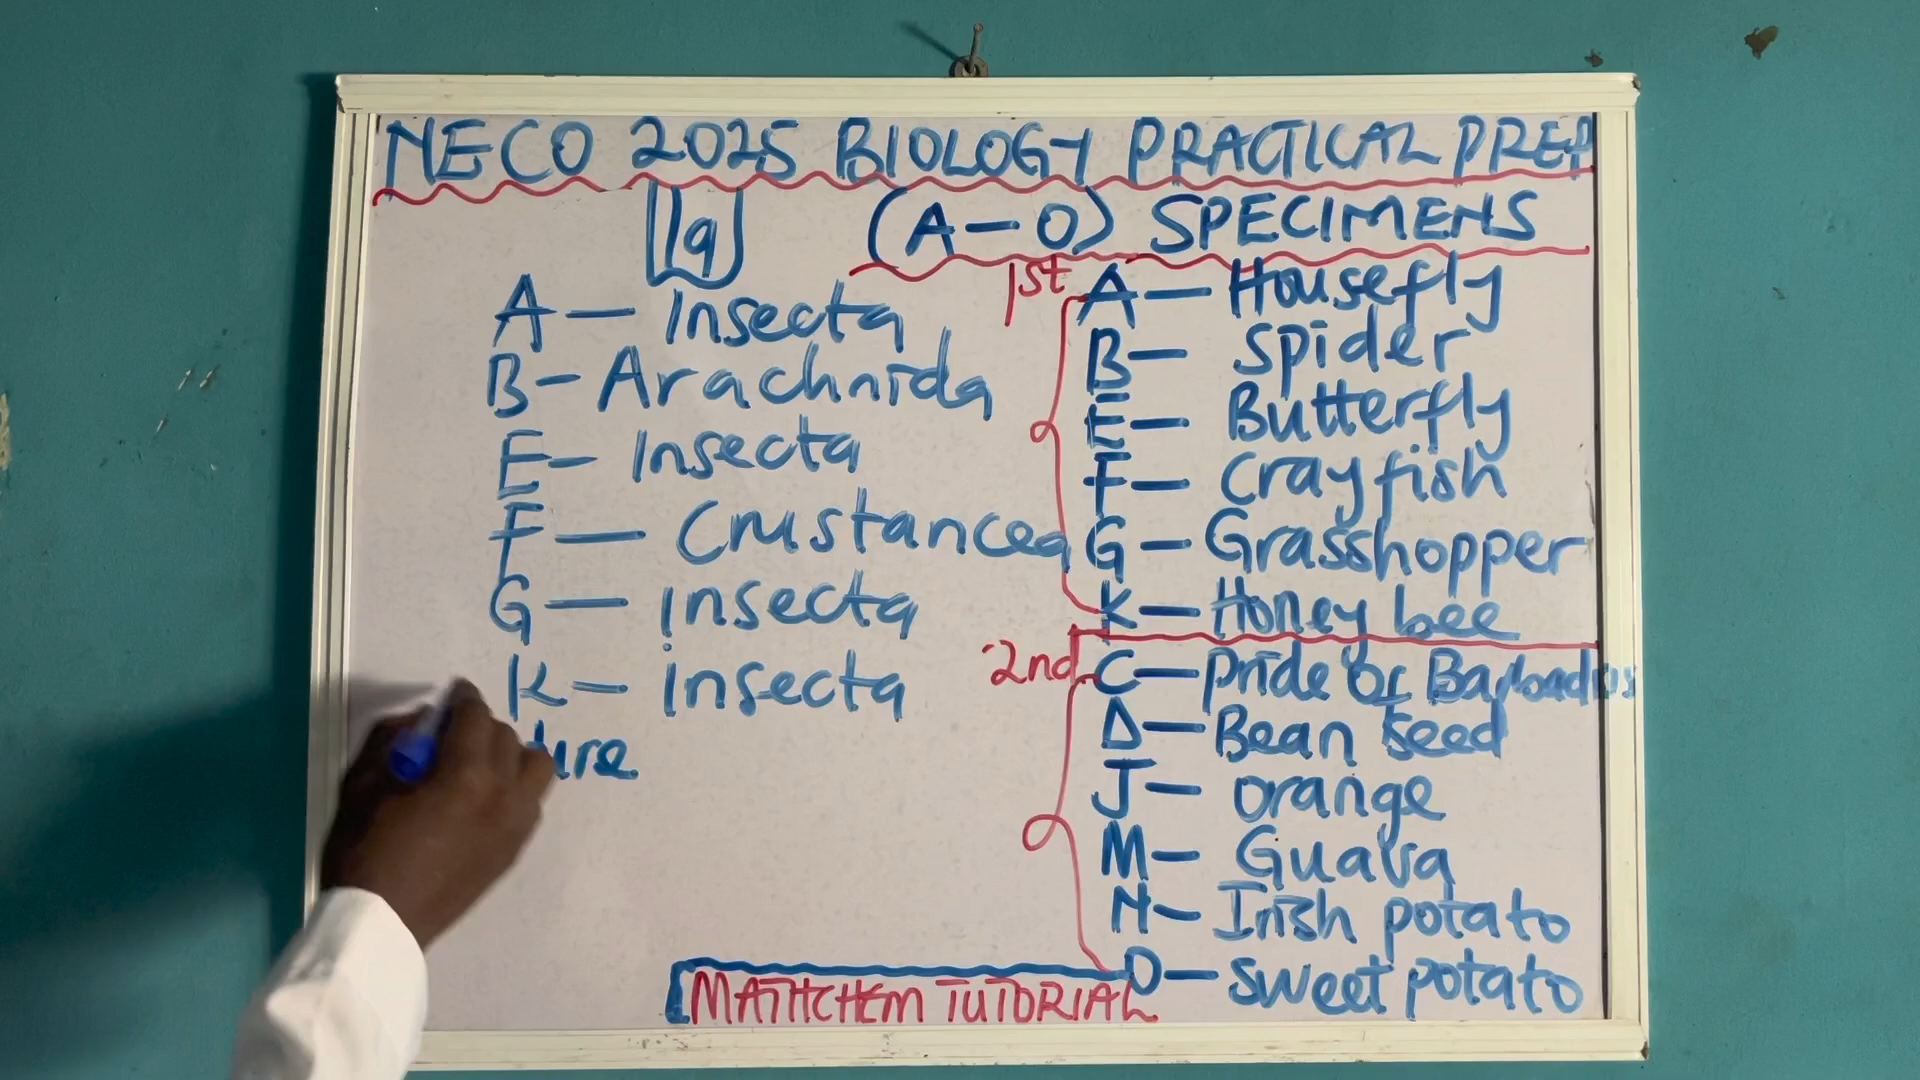 NECO 2025 BIOLOGY PRACTICAL PREP
1a
(A-O) SPECIMENS
A - Insecta
B - Arachnida
E - Insecta
F - Crustancea
G - insecta
K - insecta
1st
A - Housefly
B - Spider
E - Butterfly
F - Crayfish
G - Grasshopper
K - Honey bee
2nd
C - Pride of Barbados
D - Bean seed
J - orange
M - Guava
N - Irish potato
O - sweet potato
MATHCHEM TUTORIAL